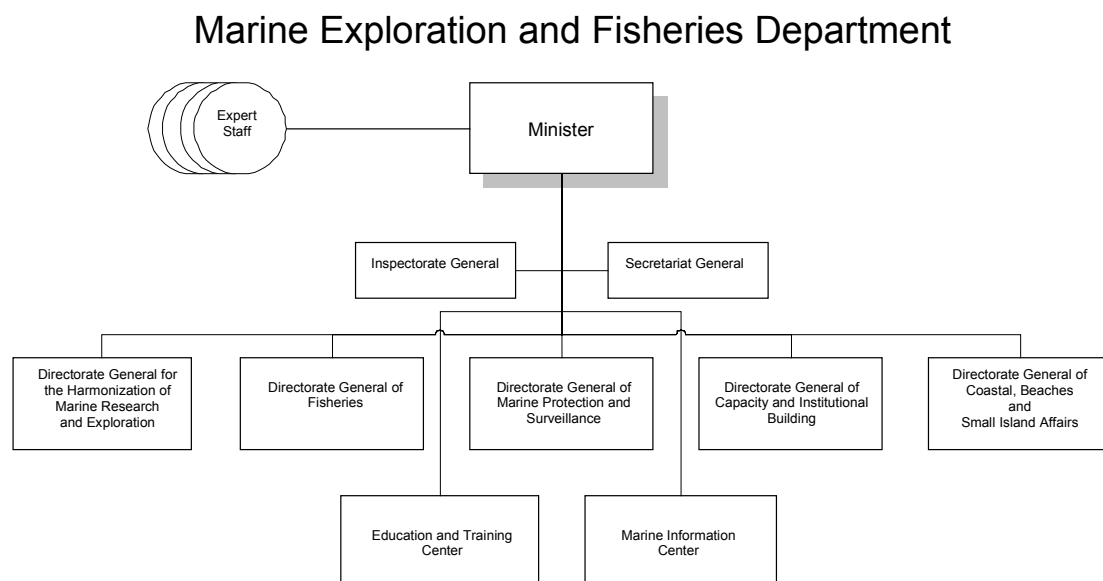 Marine Exploration and Fisheries Department
Expert
Staff
Minister
Inspectorate General
Secretariat General
Directorate General for
the Harmonization of
Marine Research
and Exploration
Directorate General of
Fisheries
Directorate General of
Marine Protection and
Surveillance
Directorate General of
Capacity and Institutional
Building
Directorate General of
Coastal, Beaches
and
Small Island Affairs
Education and Training
Center
Marine Information
Center